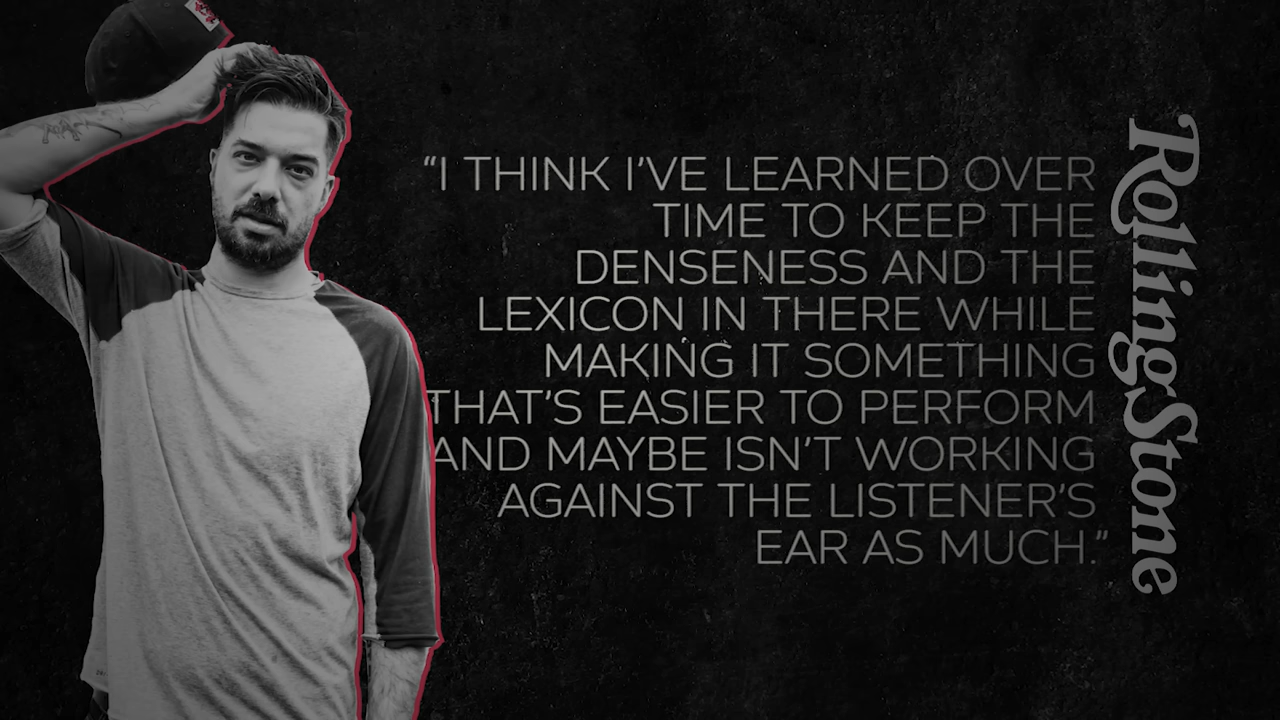 “I THINK I’VE LEARNED OVER
TIME TO KEEP THE
DENSENESS AND THE
LEXICON IN THERE WHILE
MAKING IT SOMETHING
THAT’S EASIER TO PERFORM
AND MAYBE ISN’T WORKING
AGAINST THE LISTENER’S
EAR AS MUCH.”
RollingStone